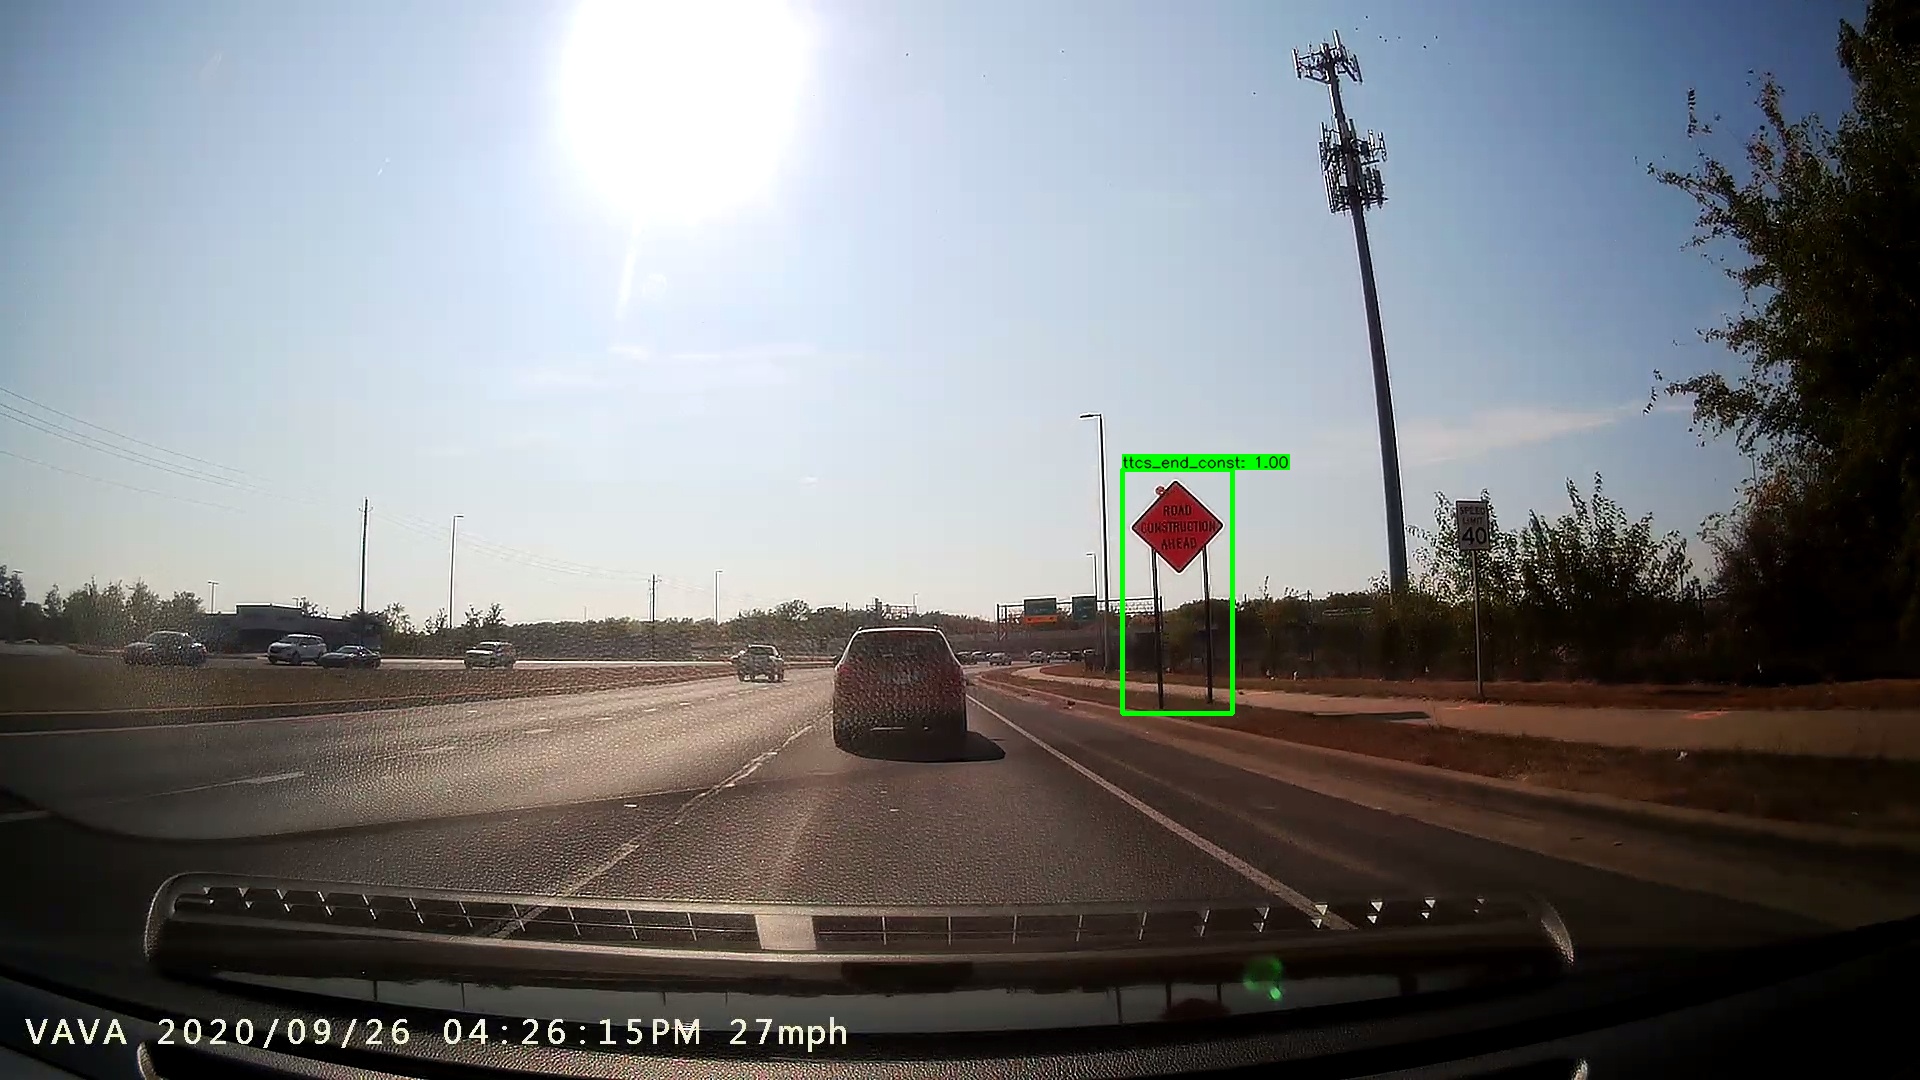 ttcs_end_const: 1.00
ROAD
CONSTRUCTION
AHEAD
SPEED
LIMIT
40
VAVA 2020/09/26 04:26:15PM 27mph